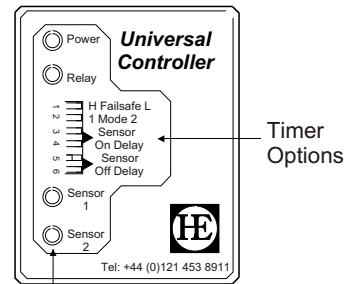 Power
Universal
Controller
Relay
1 H Failsafe L
2 1 Mode 2
3 Sensor
4 On Delay
5 Sensor
6 Off Delay
Timer
Options
Sensor
1
Sensor
2
HE
Tel: +44 (0)121 453 8911